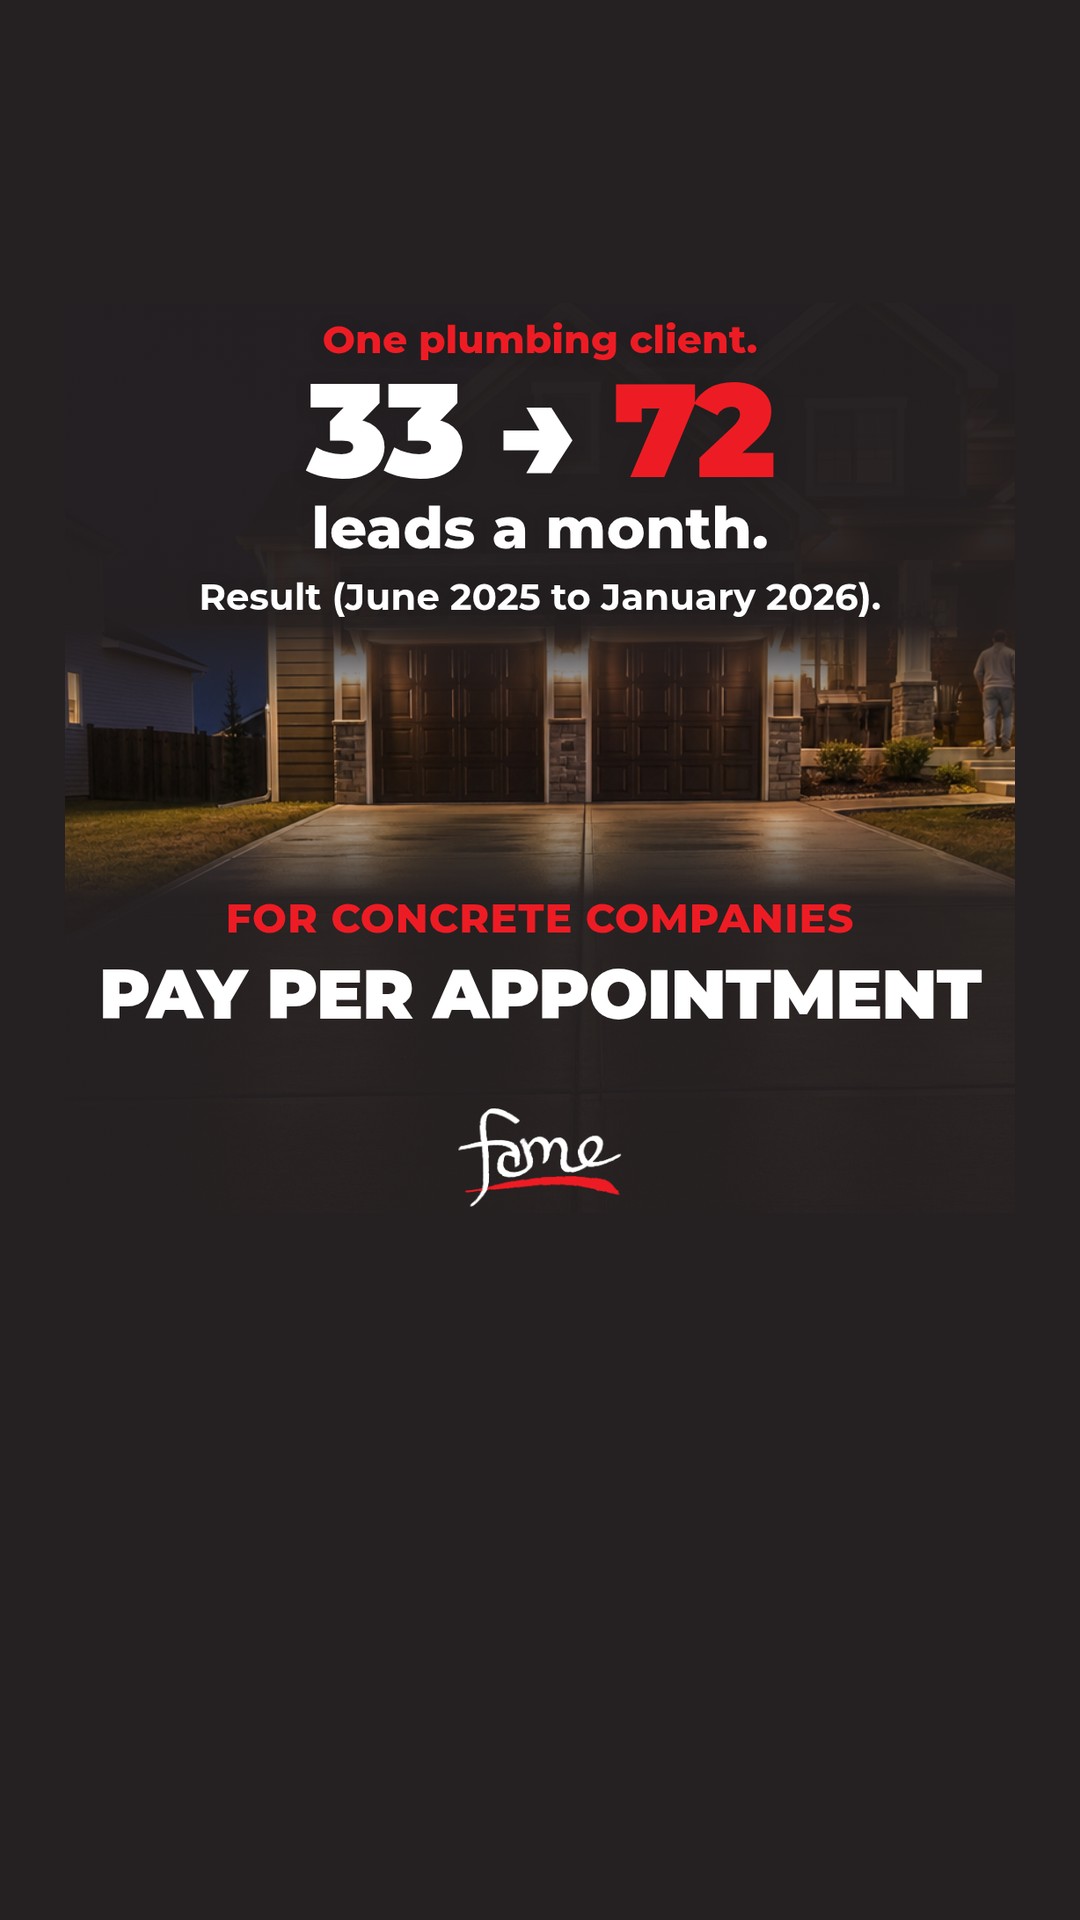 One plumbing client.
33 → 72
leads a month.
Result (June 2025 to January 2026).
FOR CONCRETE COMPANIES
PAY PER APPOINTMENT
fame